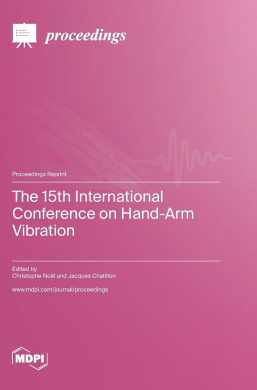 proceedings
Proceedings Reprint
The 15th International
Conference on Hand-Arm
Vibration
Edited by
Christophe Noël and Jacques Chatillon
www.mdpi.com/journal/proceedings
MDPI